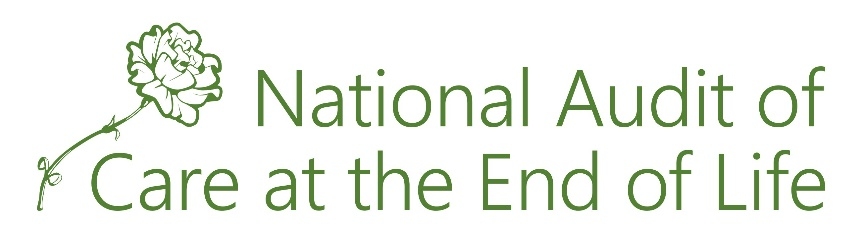 National Audit of
Care at the End of Life